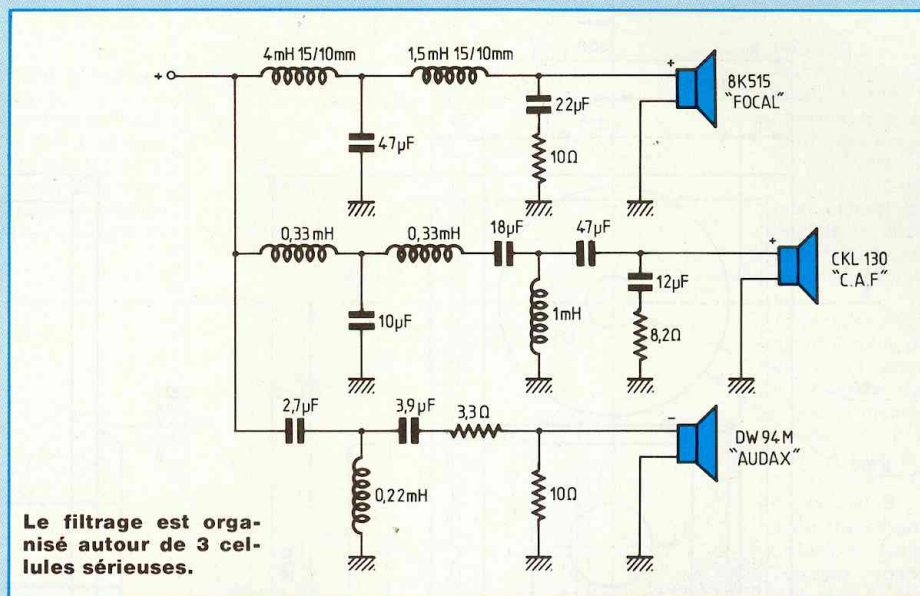 4mH 15/10mm
1,5mH 15/10mm
+
+
8K515
"FOCAL"
47µF
22µF
10Ω
0,33mH
0,33mH
18µF
47µF
+
CKL 130
"C.A.F"
10µF
1mH
12µF
8,2Ω
2,7µF
3,9µF
3,3Ω
-
DW 94M
"AUDAX"
0,22mH
10Ω
Le filtrage est orga-
nisé autour de 3 cel-
lules sérieuses.